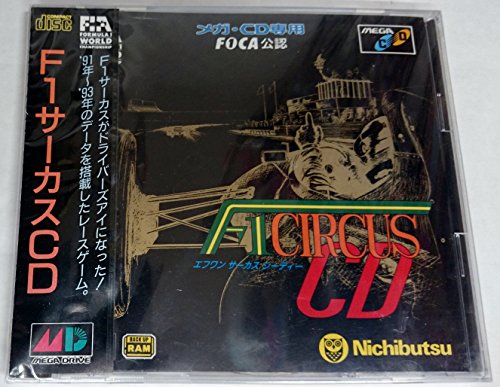 COMPACT
disc
FIA
FORMULA 1
WORLD
CHAMPIONSHIP
F1サーカスがドライバーズアイになった!
'91年～'93年のデータを搭載したレースゲーム。
F1サーカスCD
MD
MEGA DRIVE
メガ-CD専用
FOCA公認
MEGA
CD
F1 CIRCUS
エフワン サーカス シーディー
CD
BACK UP
RAM
Nichibutsu